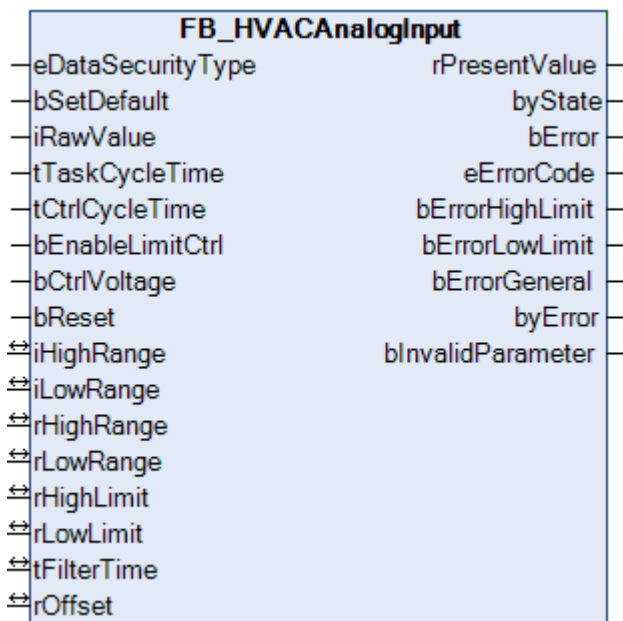 FB_HVACAnalogInput
eDataSecurityType rPresentValue
bSetDefault byState
iRawValue bError
tTaskCycleTime eErrorCode
tCtrlCycleTime bErrorHighLimit
bEnableLimitCtrl bErrorLowLimit
bCtrlVoltage bErrorGeneral
bReset byError
iHighRange bInvalidParameter
iLowRange
rHighRange
rLowRange
rHighLimit
rLowLimit
tFilterTime
rOffset